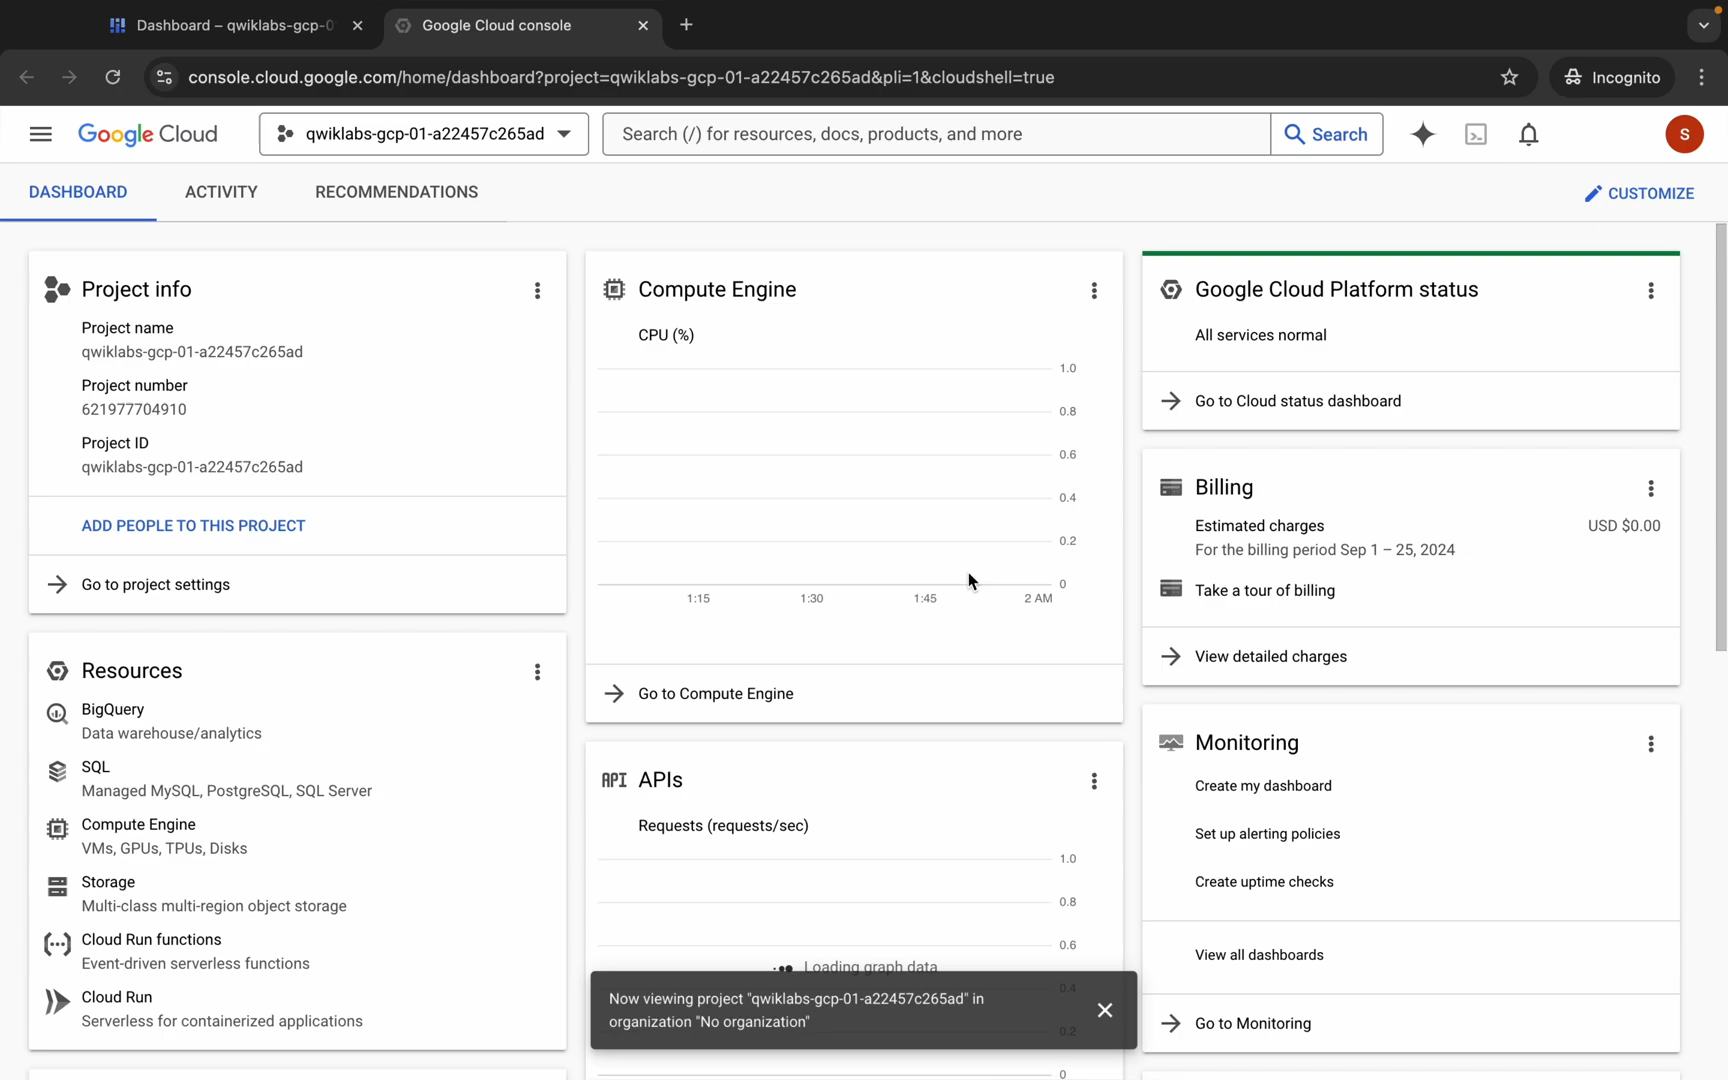 Dashboard – qwiklabs-gcp-0
Google Cloud console
console.cloud.google.com/home/dashboard?project=qwiklabs-gcp-01-a22457c265ad&pli=1&cloudshell=true
Incognito
Google Cloud
qwiklabs-gcp-01-a22457c265ad
Search (/) for resources, docs, products, and more
Search
S
DASHBOARD
ACTIVITY
RECOMMENDATIONS
CUSTOMIZE
Project info
Project name
qwiklabs-gcp-01-a22457c265ad
Project number
621977704910
Project ID
qwiklabs-gcp-01-a22457c265ad
ADD PEOPLE TO THIS PROJECT
Go to project settings
Resources
BigQuery
Data warehouse/analytics
SQL
Managed MySQL, PostgreSQL, SQL Server
Compute Engine
VMs, GPUs, TPUs, Disks
Storage
Multi-class multi-region object storage
Cloud Run functions
Event-driven serverless functions
Cloud Run
Serverless for containerized applications
Compute Engine
CPU (%)
1.0
0.8
0.6
0.4
0.2
0
1:15
1:30
1:45
2 AM
Go to Compute Engine
API
APIs
Requests (requests/sec)
1.0
0.8
0.6
Loading graph data
0.4
0.2
0
Now viewing project "qwiklabs-gcp-01-a22457c265ad" in
organization "No organization"
Google Cloud Platform status
All services normal
Go to Cloud status dashboard
Billing
Estimated charges
USD $0.00
For the billing period Sep 1 – 25, 2024
Take a tour of billing
View detailed charges
Monitoring
Create my dashboard
Set up alerting policies
Create uptime checks
View all dashboards
Go to Monitoring